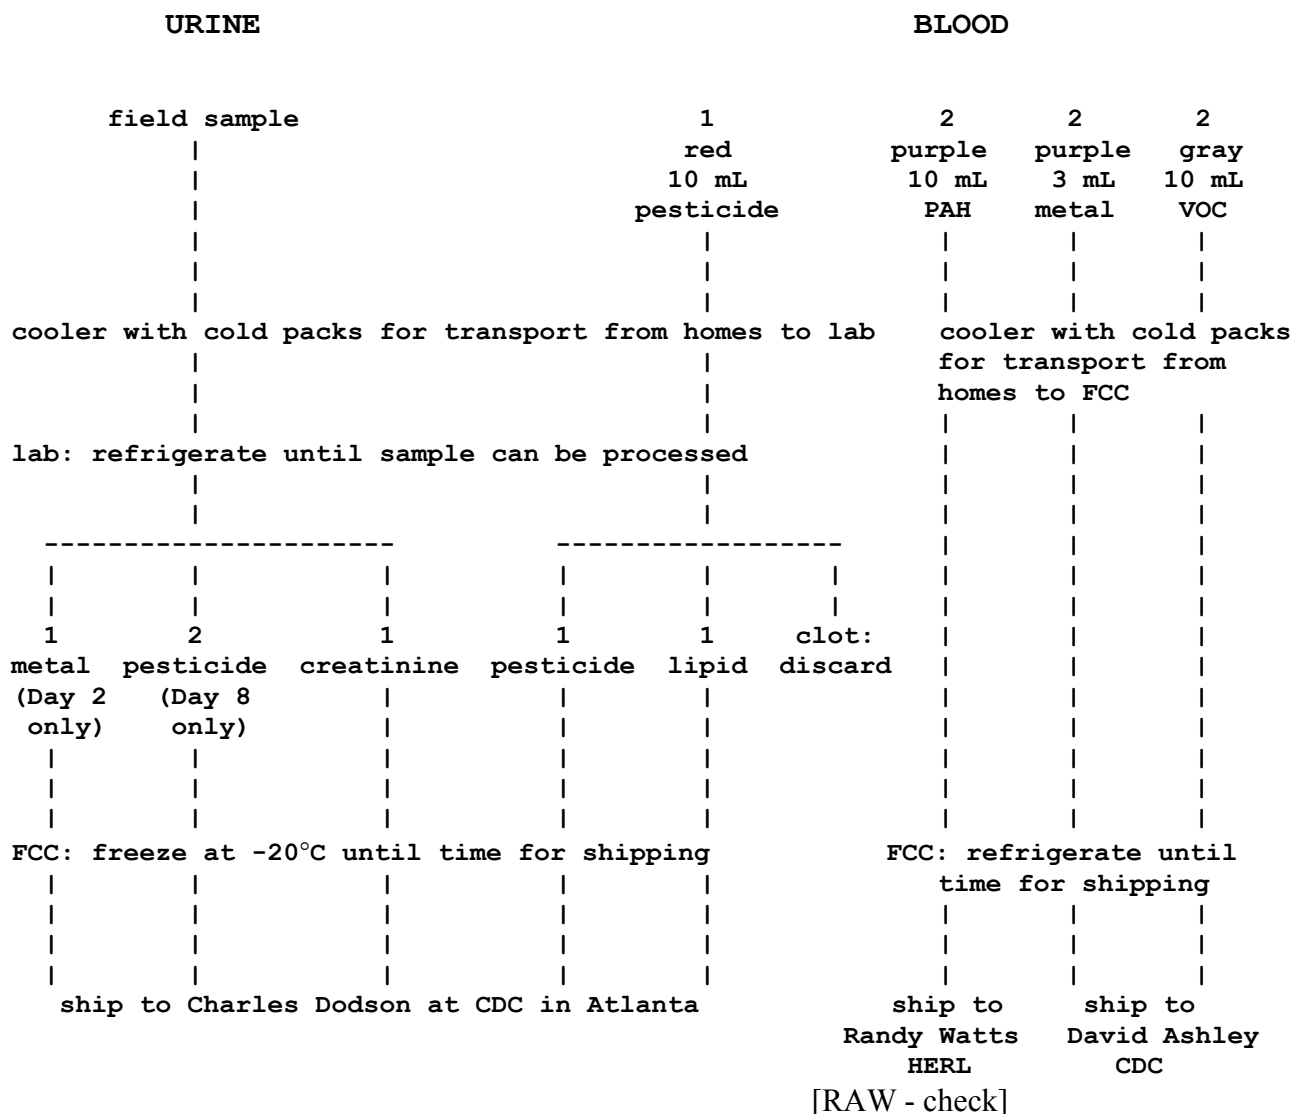 URINE BLOOD
field sample 1 2 2 2
red purple purple gray
10 mL 10 mL 3 mL 10 mL
pesticide PAH metal VOC
cooler with cold packs for transport from homes to lab cooler with cold packs
for transport from
homes to FCC
lab: refrigerate until sample can be processed
1 2 1 1 1 clot:
metal pesticide creatinine pesticide lipid discard
(Day 2 (Day 8
only) only)
FCC: freeze at -20°C until time for shipping FCC: refrigerate until
time for shipping
ship to Charles Dodson at CDC in Atlanta ship to ship to
Randy Watts David Ashley
HERL CDC
[RAW - check]